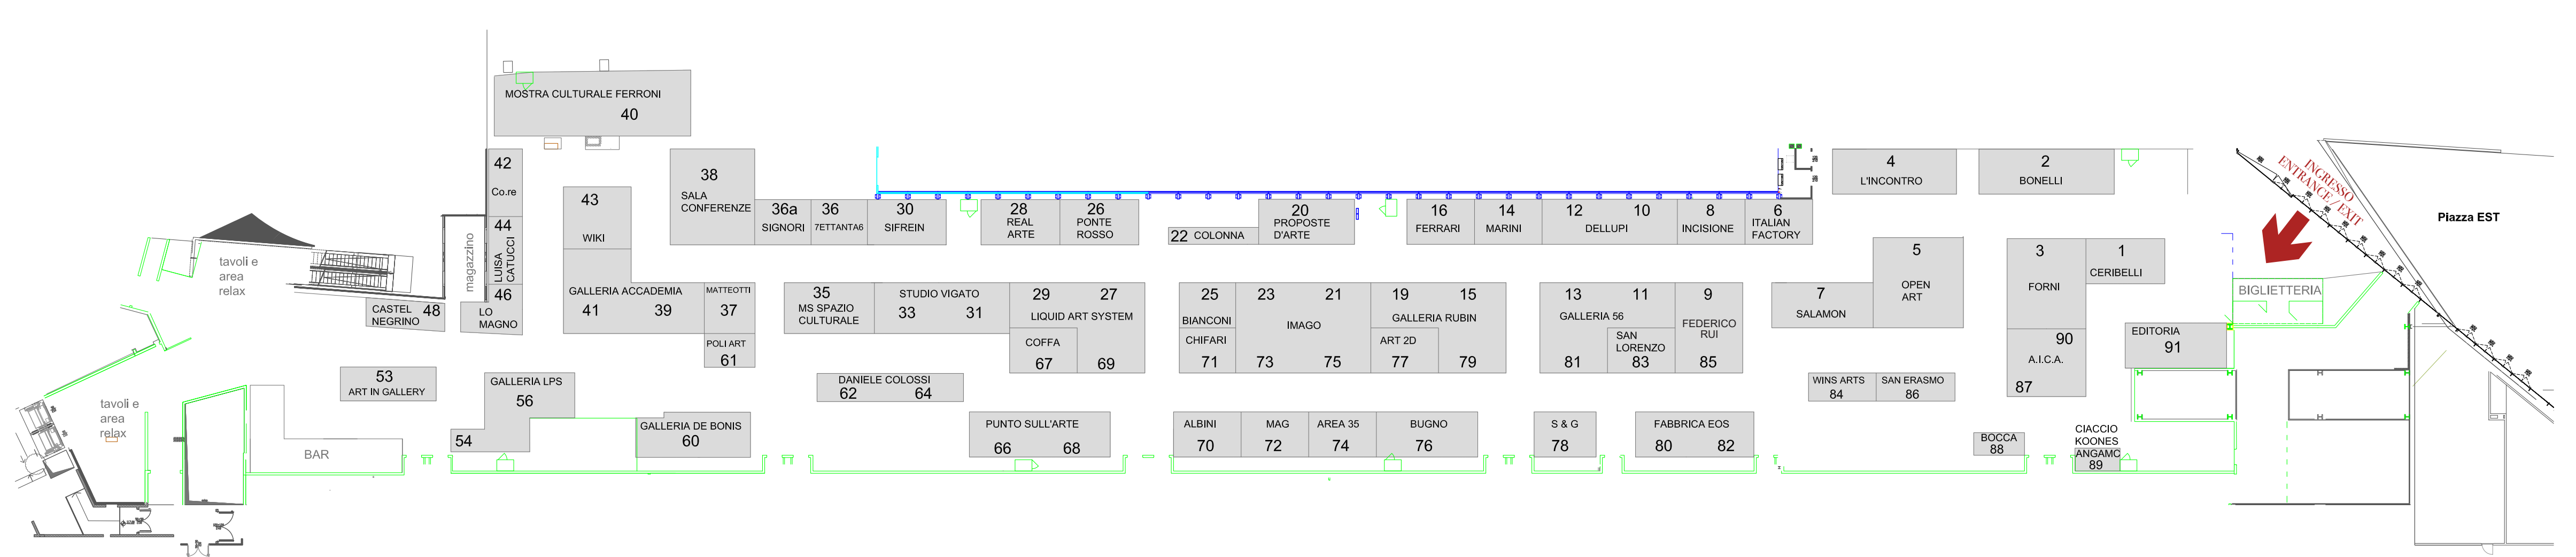 MOSTRA CULTURALE FERRONI
40
42
Co.re
44
LUISA
CATUCCI
46
LO
MAGNO
magazzino
tavoli e
area
relax
CASTEL
NEGRINO
48
43
WIKI
GALLERIA ACCADEMIA
41
39
MATTEOTTI
37
POLI ART
61
38
SALA
CONFERENZE
36a
SIGNORI
36
7ETTANTA6
30
SIFREIN
28
REAL
ARTE
26
PONTE
ROSSO
22 COLONNA
20
PROPOSTE
D'ARTE
16
FERRARI
14
MARINI
12
10
DELLUPI
8
INCISIONE
6
ITALIAN
FACTORY
4
L'INCONTRO
2
BONELLI
INGRESSO
ENTRANCE / EXIT
Piazza EST
35
MS SPAZIO
CULTURALE
STUDIO VIGATO
33
31
29
27
LIQUID ART SYSTEM
COFFA
67
69
25
BIANCONI
CHIFARI
71
23
21
IMAGO
73
75
19
15
GALLERIA RUBIN
ART 2D
77
79
13
11
GALLERIA 56
SAN
LORENZO
81
83
9
FEDERICO
RUI
85
7
SALAMON
5
OPEN
ART
3
FORNI
1
CERIBELLI
90
A.I.C.A.
87
BIGLIETTERIA
EDITORIA
91
tavoli e
area
relax
BAR
53
ART IN GALLERY
GALLERIA LPS
56
54
GALLERIA DE BONIS
60
DANIELE COLOSSI
62
64
PUNTO SULL'ARTE
66
68
ALBINI
70
MAG
72
AREA 35
74
BUGNO
76
S & G
78
FABBRICA EOS
80
82
WINS ARTS
84
SAN ERASMO
86
BOCCA
88
CIACCIO
KOONES
ANGAMC
89